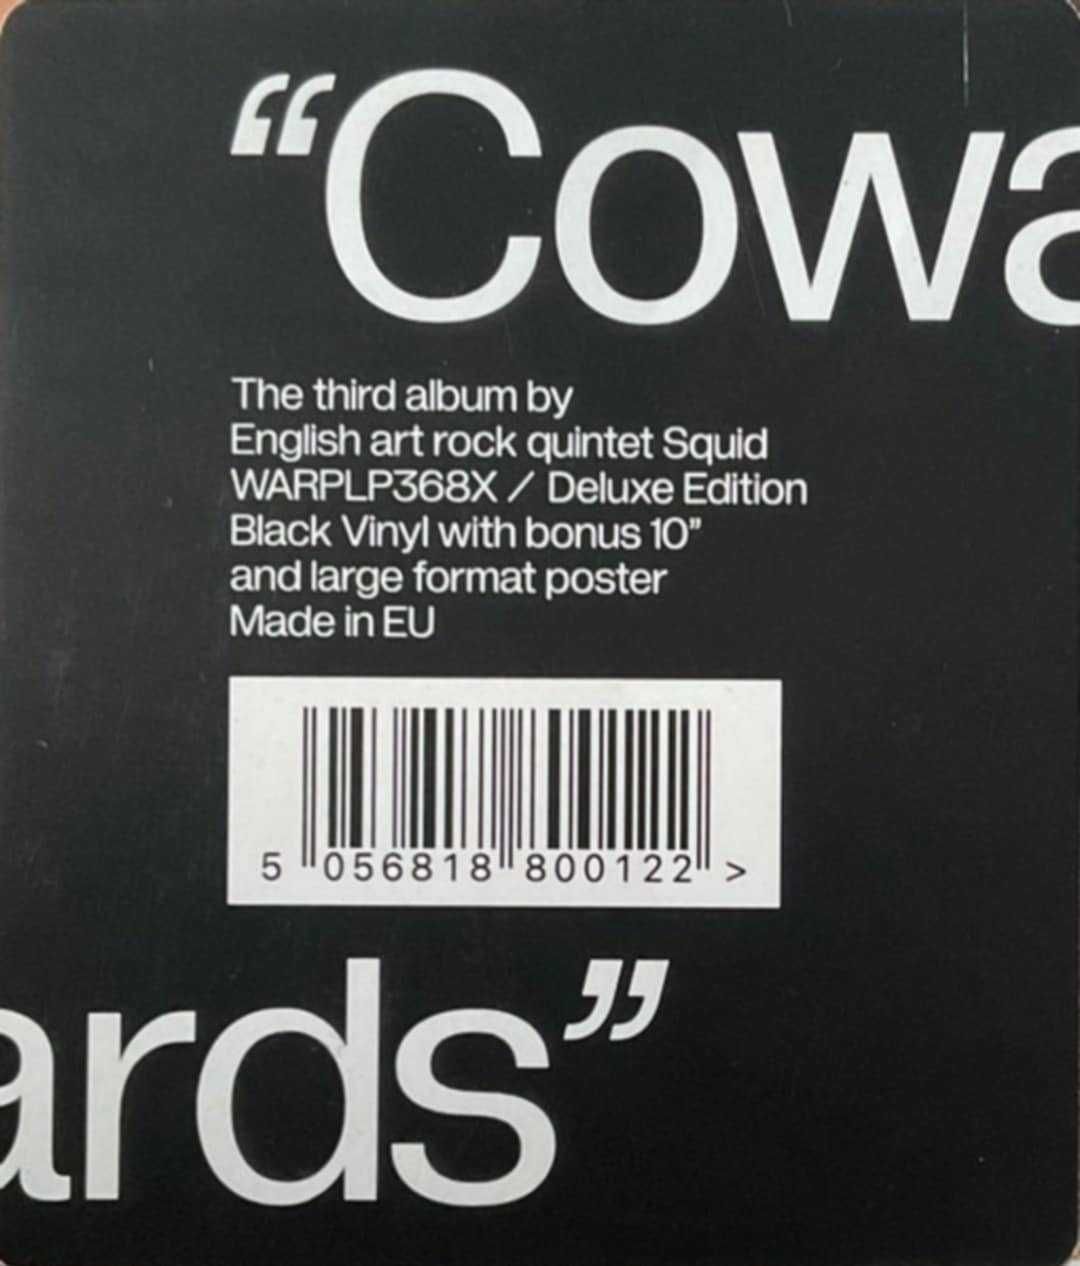 “Cowa
The third album by
English art rock quintet Squid
WARPLP368X / Deluxe Edition
Black Vinyl with bonus 10”
and large format poster
Made in EU
5 056818 800122 >
ards”